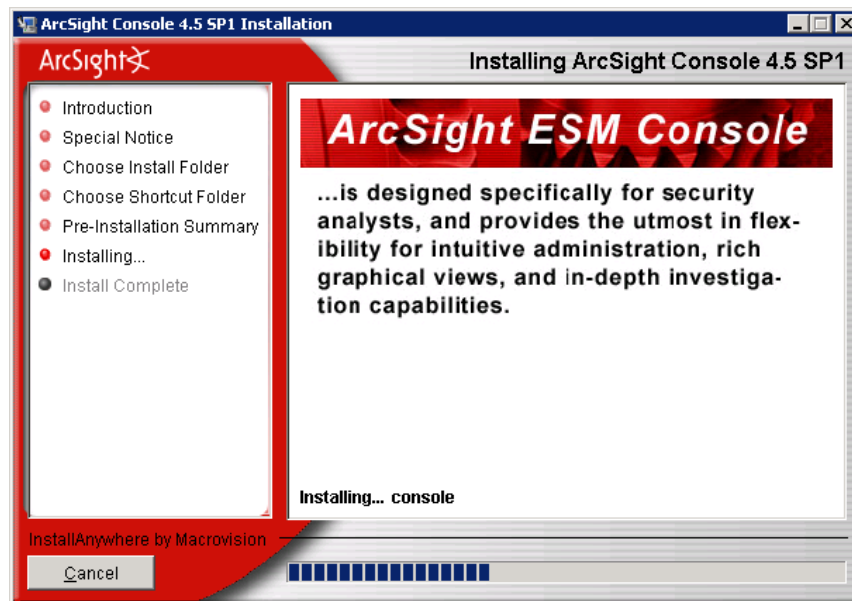 ArcSight Console 4.5 SP1 Installation
ArcSight
Installing ArcSight Console 4.5 SP1
Introduction
Special Notice
Choose Install Folder
Choose Shortcut Folder
Pre-Installation Summary
Installing...
Install Complete
ArcSight ESM Console
...is designed specifically for security
analysts, and provides the utmost in flex-
ibility for intuitive administration, rich
graphical views, and in-depth investiga-
tion capabilities.
Installing... console
InstallAnywhere by Macrovision
Cancel